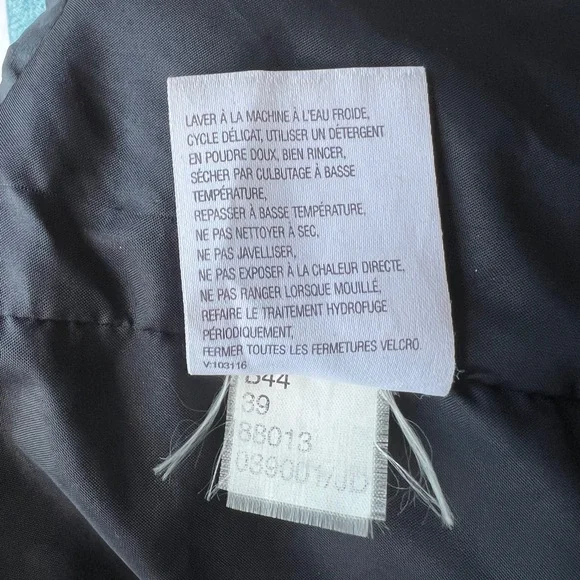 LAVER À LA MACHINE À L'EAU FROIDE,
CYCLE DÉLICAT, UTILISER UN DÉTERGENT
EN POUDRE DOUX, BIEN RINCER,
SÉCHER PAR CULBUTAGE À BASSE
TEMPÉRATURE,
REPASSER À BASSE TEMPÉRATURE,
NE PAS NETTOYER À SEC,
NE PAS JAVELLISER,
NE PAS EXPOSER À LA CHALEUR DIRECTE,
NE PAS RANGER LORSQUE MOUILLÉ.
REFAIRE LE TRAITEMENT HYDROFUGE
PÉRIODIQUEMENT,
FERMER TOUTES LES FERMETURES VELCRO.
V:103116
39
88013
039001/JD